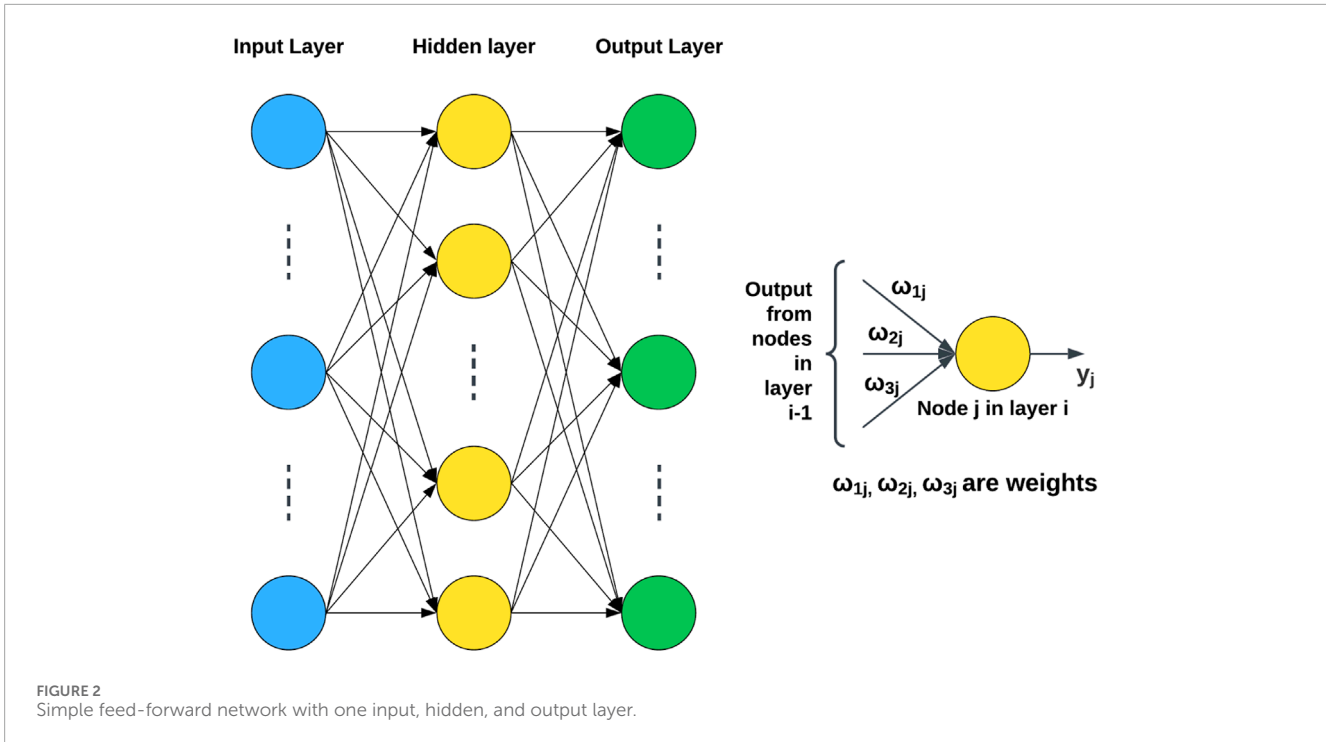 Input Layer
Hidden layer
Output Layer
Output
from
nodes
in
layer
i-1
ω1j
ω2j
ω3j
yj
Node j in layer i
ω1j, ω2j, ω3j are weights
FIGURE 2
Simple feed-forward network with one input, hidden, and output layer.